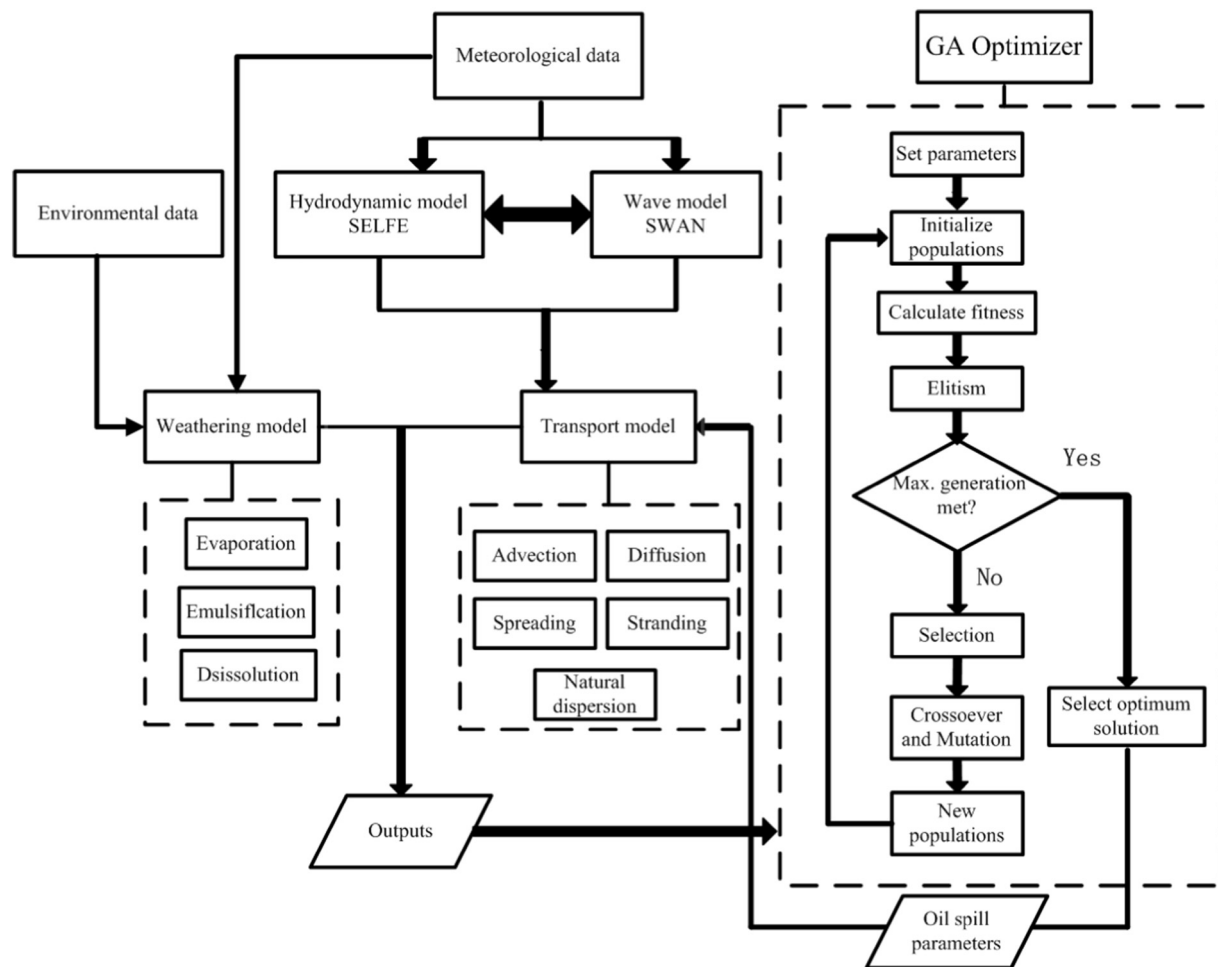 Meteorological data
GA Optimizer
Set parameters
Environmental data
Hydrodynamic model
SELFE
Wave model
SWAN
Initialize
populations
Calculate fitness
Elitism
Weathering model
Transport model
Max. generation
met?
Yes
No
Evaporation
Emulsiflcation
Dsissolution
Advection
Diffusion
Spreading
Stranding
Natural
dispersion
Selection
Crossoever
and Mutation
Select optimum
solution
New
populations
Outputs
Oil spill
parameters